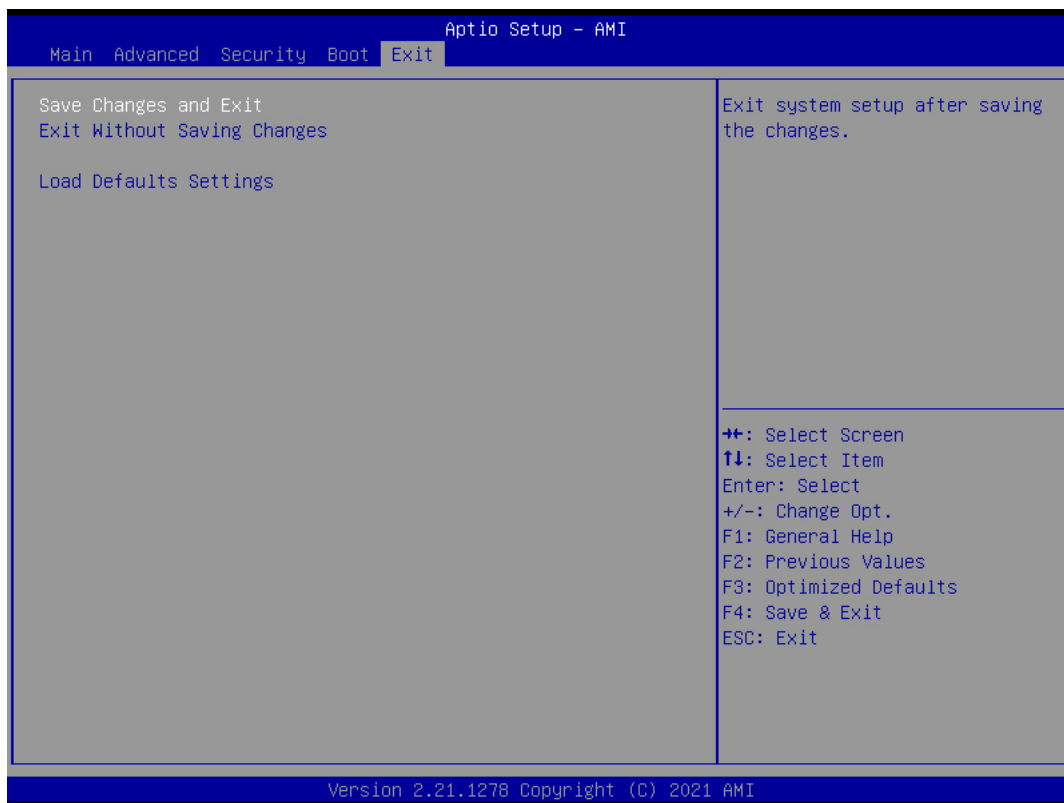 Aptio Setup – AMI
Main Advanced Security Boot Exit
Save Changes and Exit
Exit Without Saving Changes
Load Defaults Settings
Exit system setup after saving
the changes.
→←: Select Screen
↑↓: Select Item
Enter: Select
+/-: Change Opt.
F1: General Help
F2: Previous Values
F3: Optimized Defaults
F4: Save & Exit
ESC: Exit
Version 2.21.1278 Copyright (C) 2021 AMI